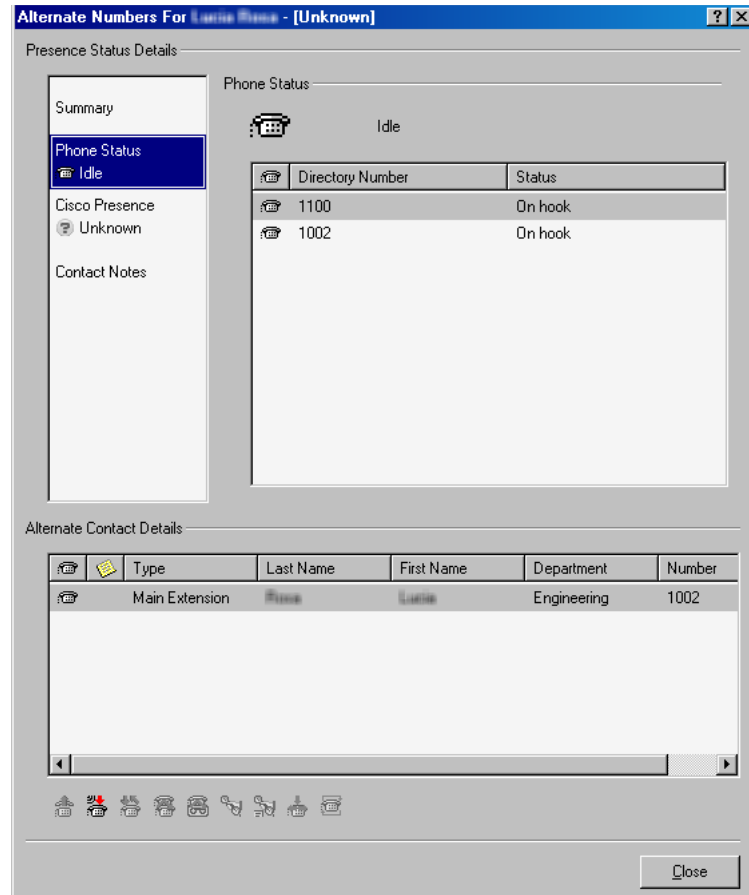 Alternate Numbers For - [Unknown]
Presence Status Details
Summary
Phone Status
Idle
Cisco Presence
Unknown
Contact Notes
Phone Status
Idle
Directory Number Status
1100 On hook
1002 On hook
Alternate Contact Details
Type Last Name First Name Department Number
Main Extension Engineering 1002
Close